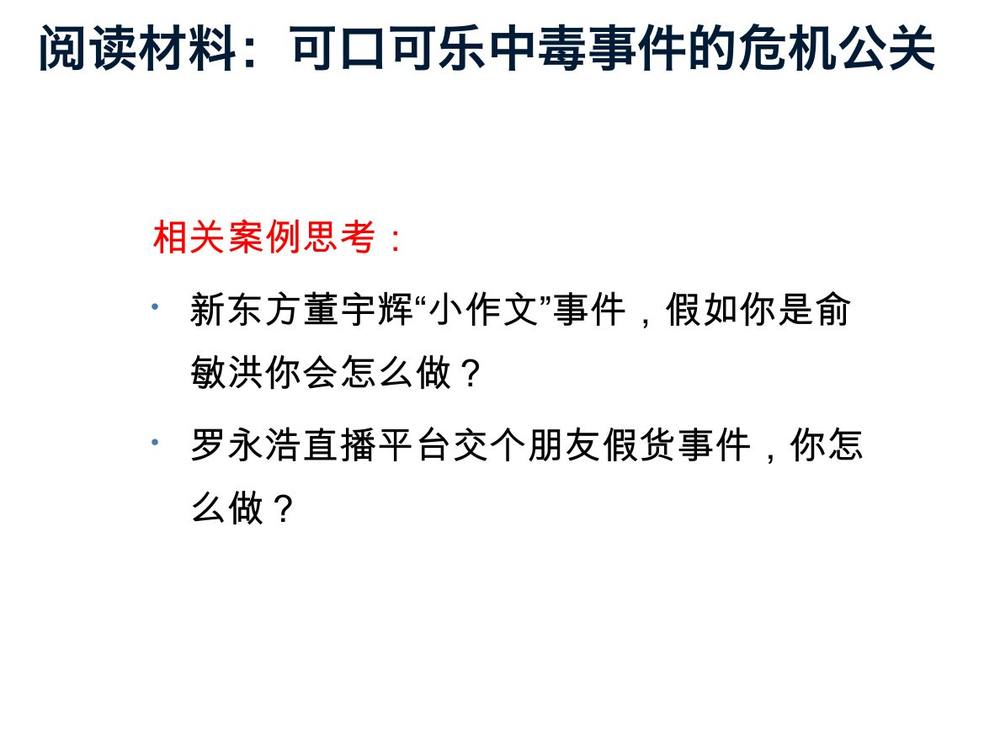 阅读材料：可口可乐中毒事件的危机公关
相关案例思考：
• 新东方董宇辉“小作文”事件，假如你是俞
敏洪你会怎么做？
• 罗永浩直播平台交个朋友假货事件，你怎
么做？